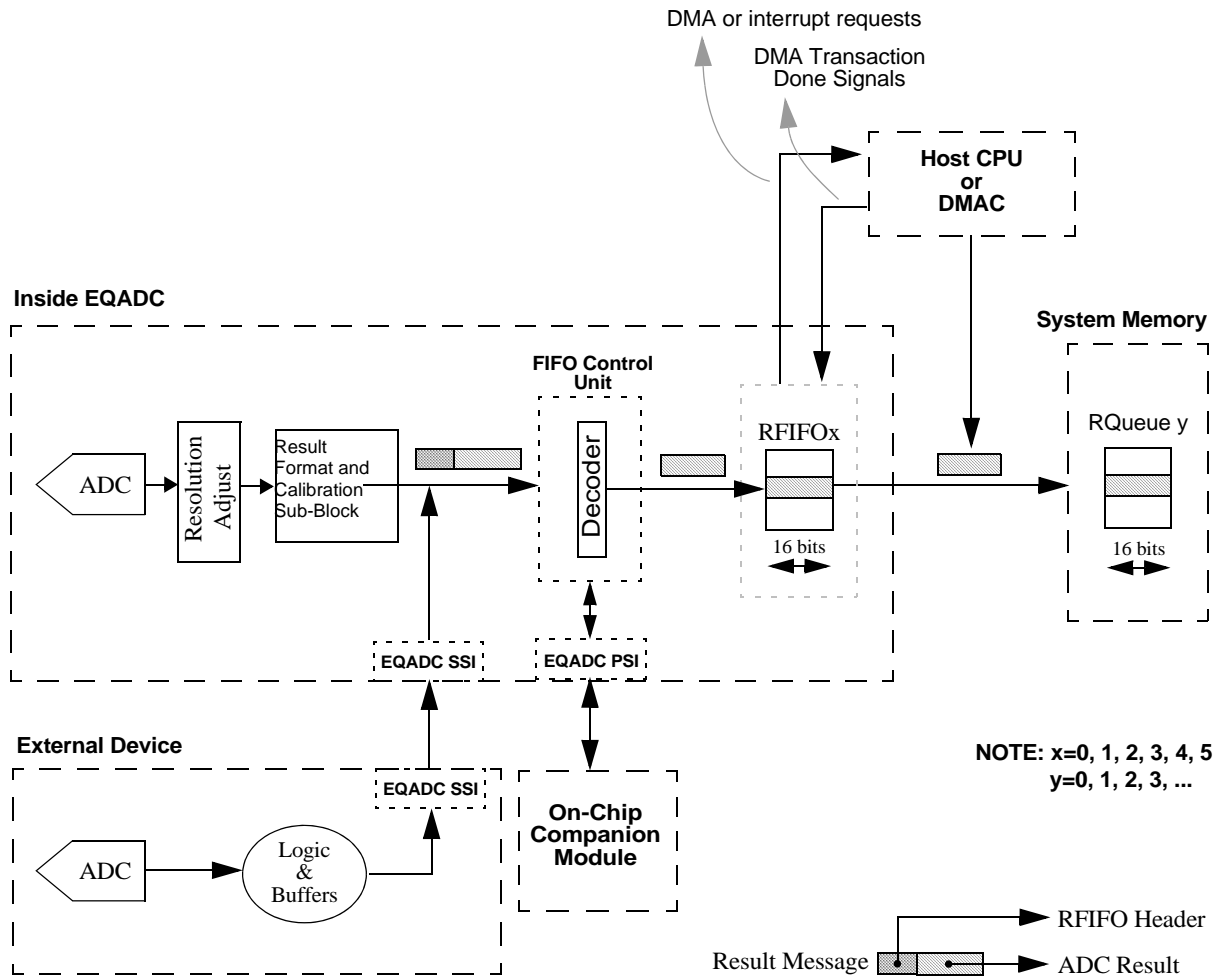 DMA or interrupt requests
DMA Transaction
Done Signals
Host CPU
or
DMAC
Inside EQADC
System Memory
FIFO Control
Unit
RFIFOx
RQueue y
ADC
Resolution
Adjust
Result
Format and
Calibration
Sub-Block
Decoder
16 bits
16 bits
EQADC SSI
EQADC PSI
External Device
NOTE: x=0, 1, 2, 3, 4, 5
y=0, 1, 2, 3, ...
EQADC SSI
On-Chip
Companion
Module
ADC
Logic
&
Buffers
RFIFO Header
Result Message
ADC Result